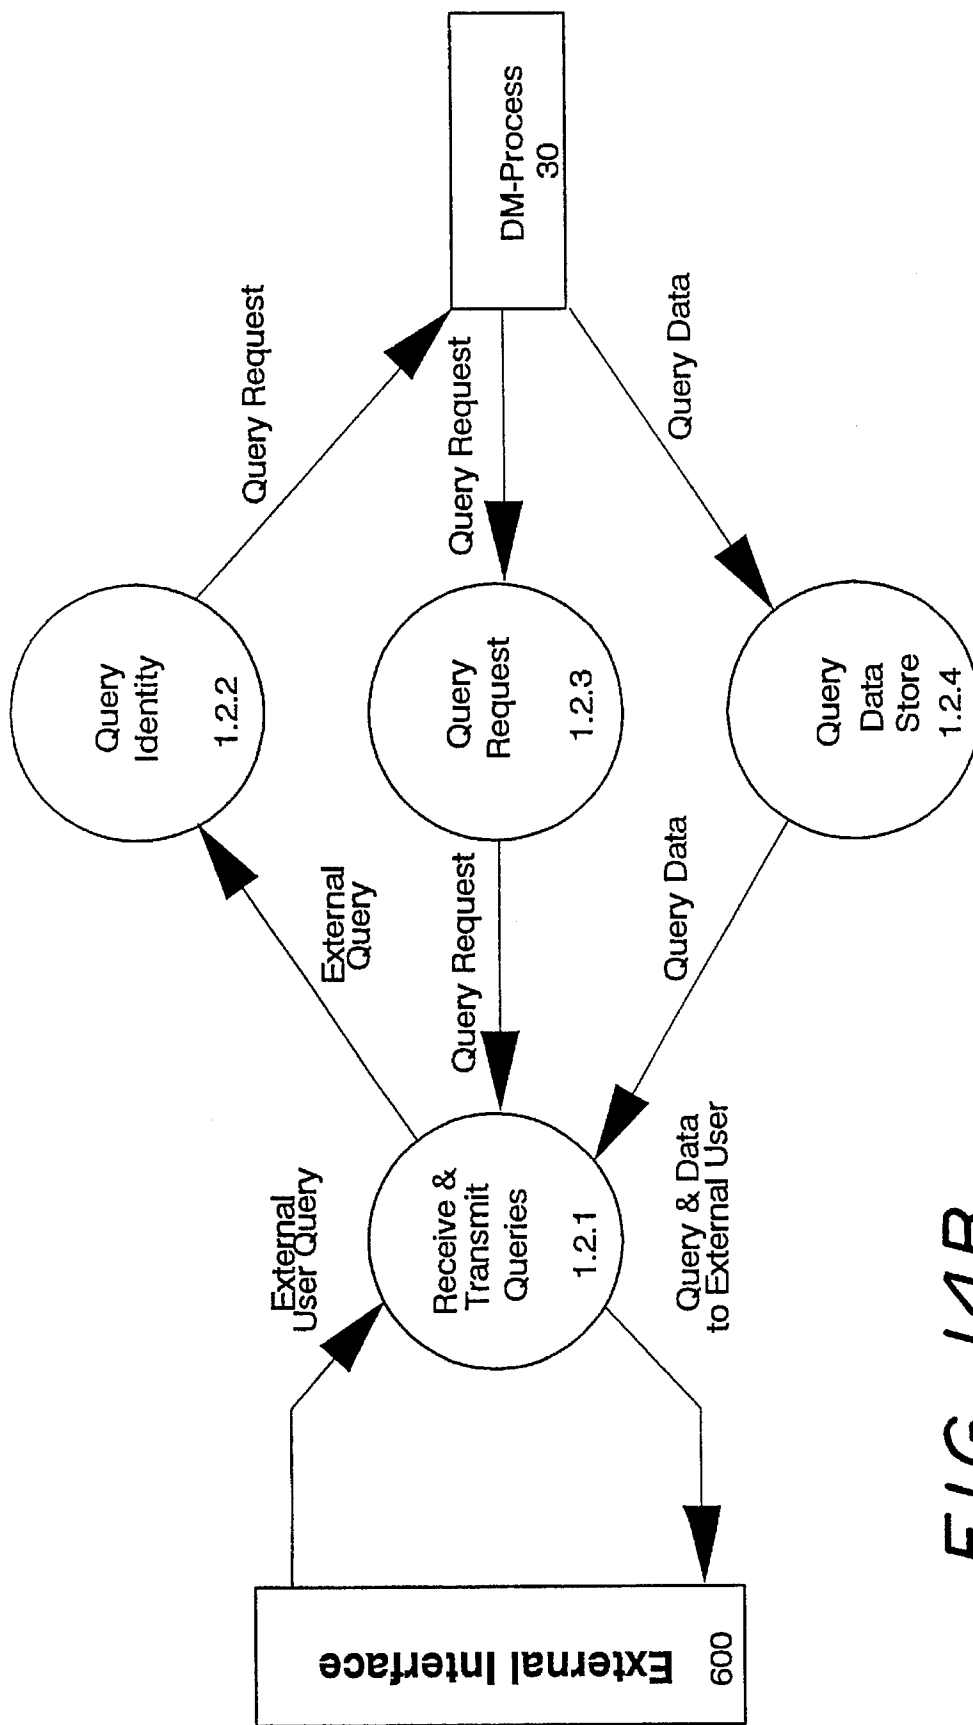 External Interface
600
External
User Query
Receive &
Transmit
Queries
1.2.1
Query & Data
to External User
External
Query
Query Request
Query Data
Query
Identity
1.2.2
Query
Request
1.2.3
Query
Data
Store
1.2.4
Query Request
Query Request
Query Data
DM-Process
30
FIG 14B